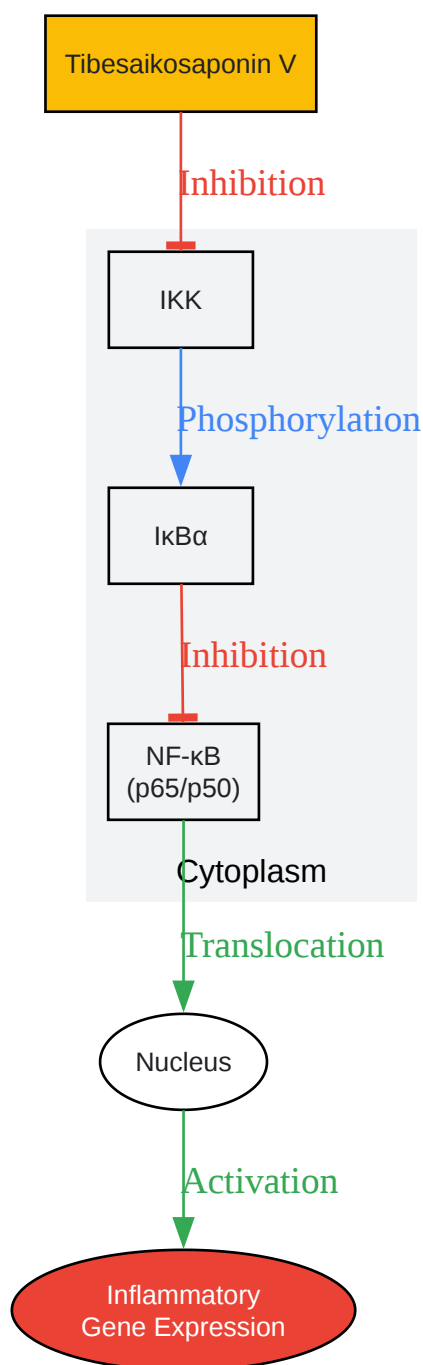 Tibesaikosaponin V
Inhibition
IKK
Phosphorylation
IκBα
Inhibition
NF-κB
(p65/p50)
Cytoplasm
Translocation
Nucleus
Activation
Inflammatory
Gene Expression